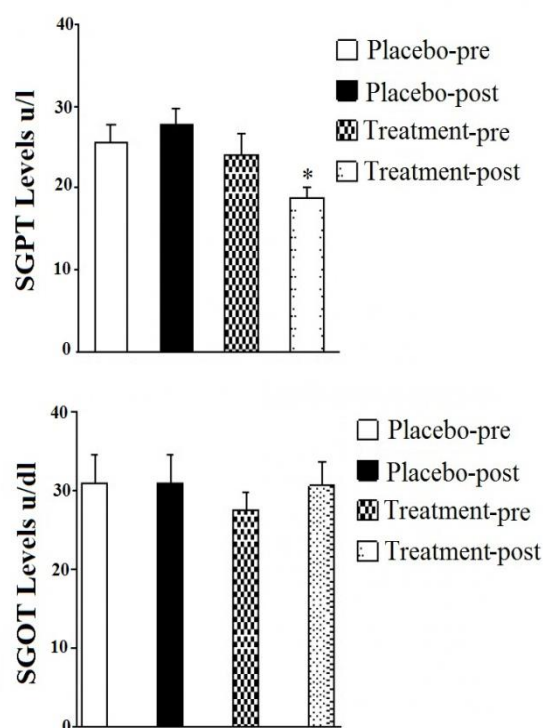 40
30
20
10
0
SGPT Levels u/l
Placebo-pre
Placebo-post
Treatment-pre
Treatment-post
*
40
30
20
10
0
SGOT Levels u/dl
Placebo-pre
Placebo-post
Treatment-pre
Treatment-post